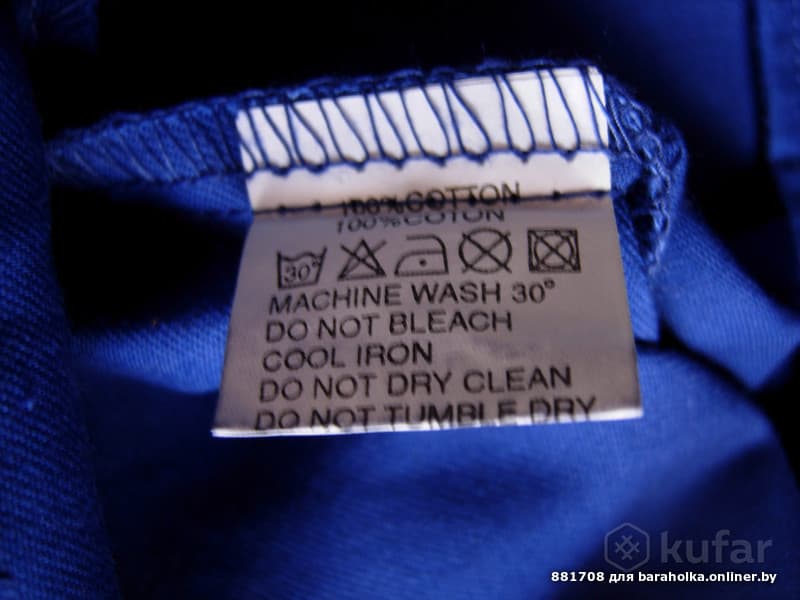 100% COTTON
100% COTON
30°
MACHINE WASH 30°
DO NOT BLEACH
COOL IRON
DO NOT DRY CLEAN
DO NOT TUMBLE DRY
kufar
881708 для baraholka.onliner.by